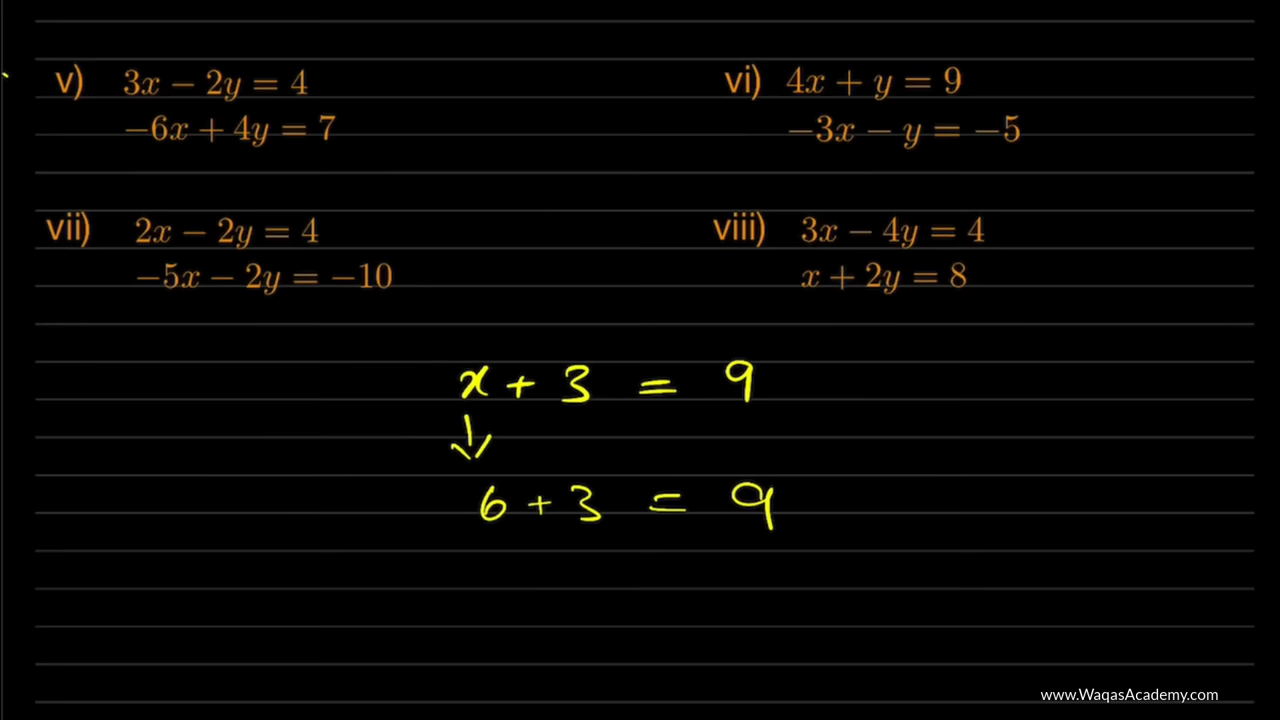 v) 3x − 2y = 4
−6x + 4y = 7
vi) 4x + y = 9
−3x − y = −5
vii) 2x − 2y = 4
−5x − 2y = −10
viii) 3x − 4y = 4
x + 2y = 8
x + 3 = 9
6 + 3 = 9
www.WaqasAcademy.com